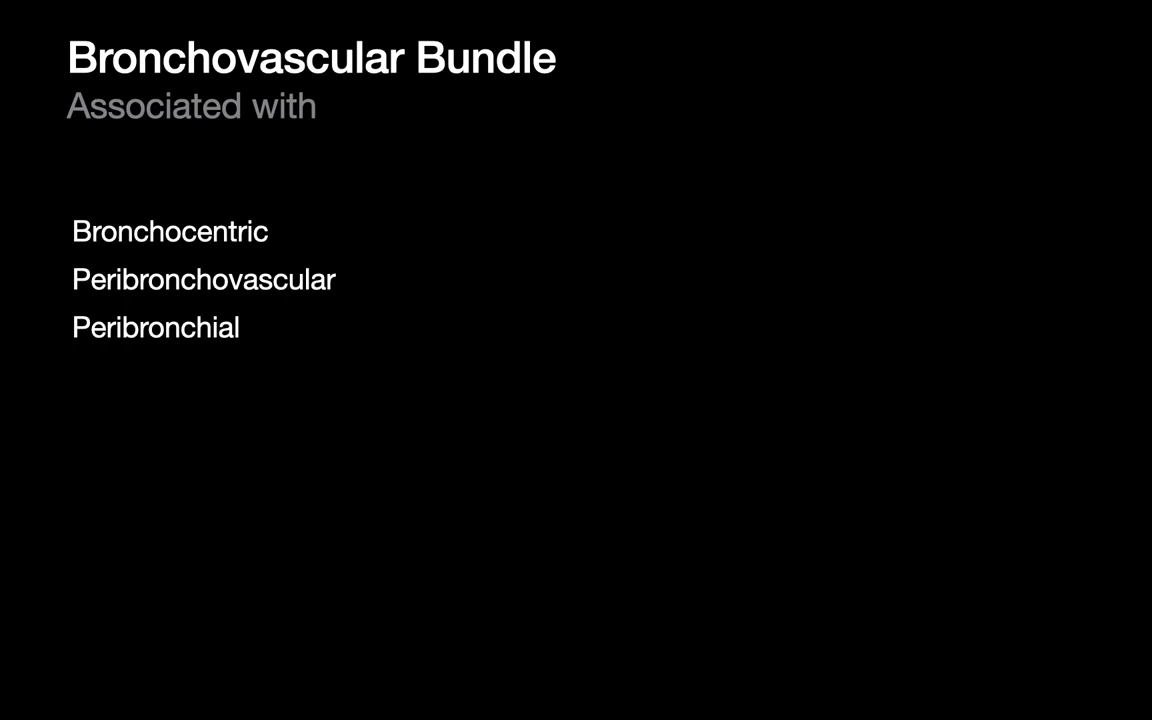 Bronchovascular Bundle
Associated with
Bronchocentric
Peribronchovascular
Peribronchial